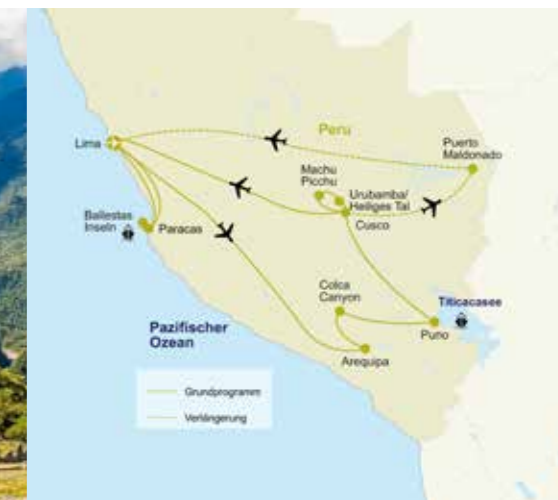 Peru
Lima
Puerto
Maldonado
Machu
Picchu
Urubamba/
Heiliges Tal
Cusco
Ballestas
Inseln
Paracas
Colca
Canyon
Titicacasee
Puno
Pazifischer
Ozean
Arequipa
Grundprogramm
Verlängerung